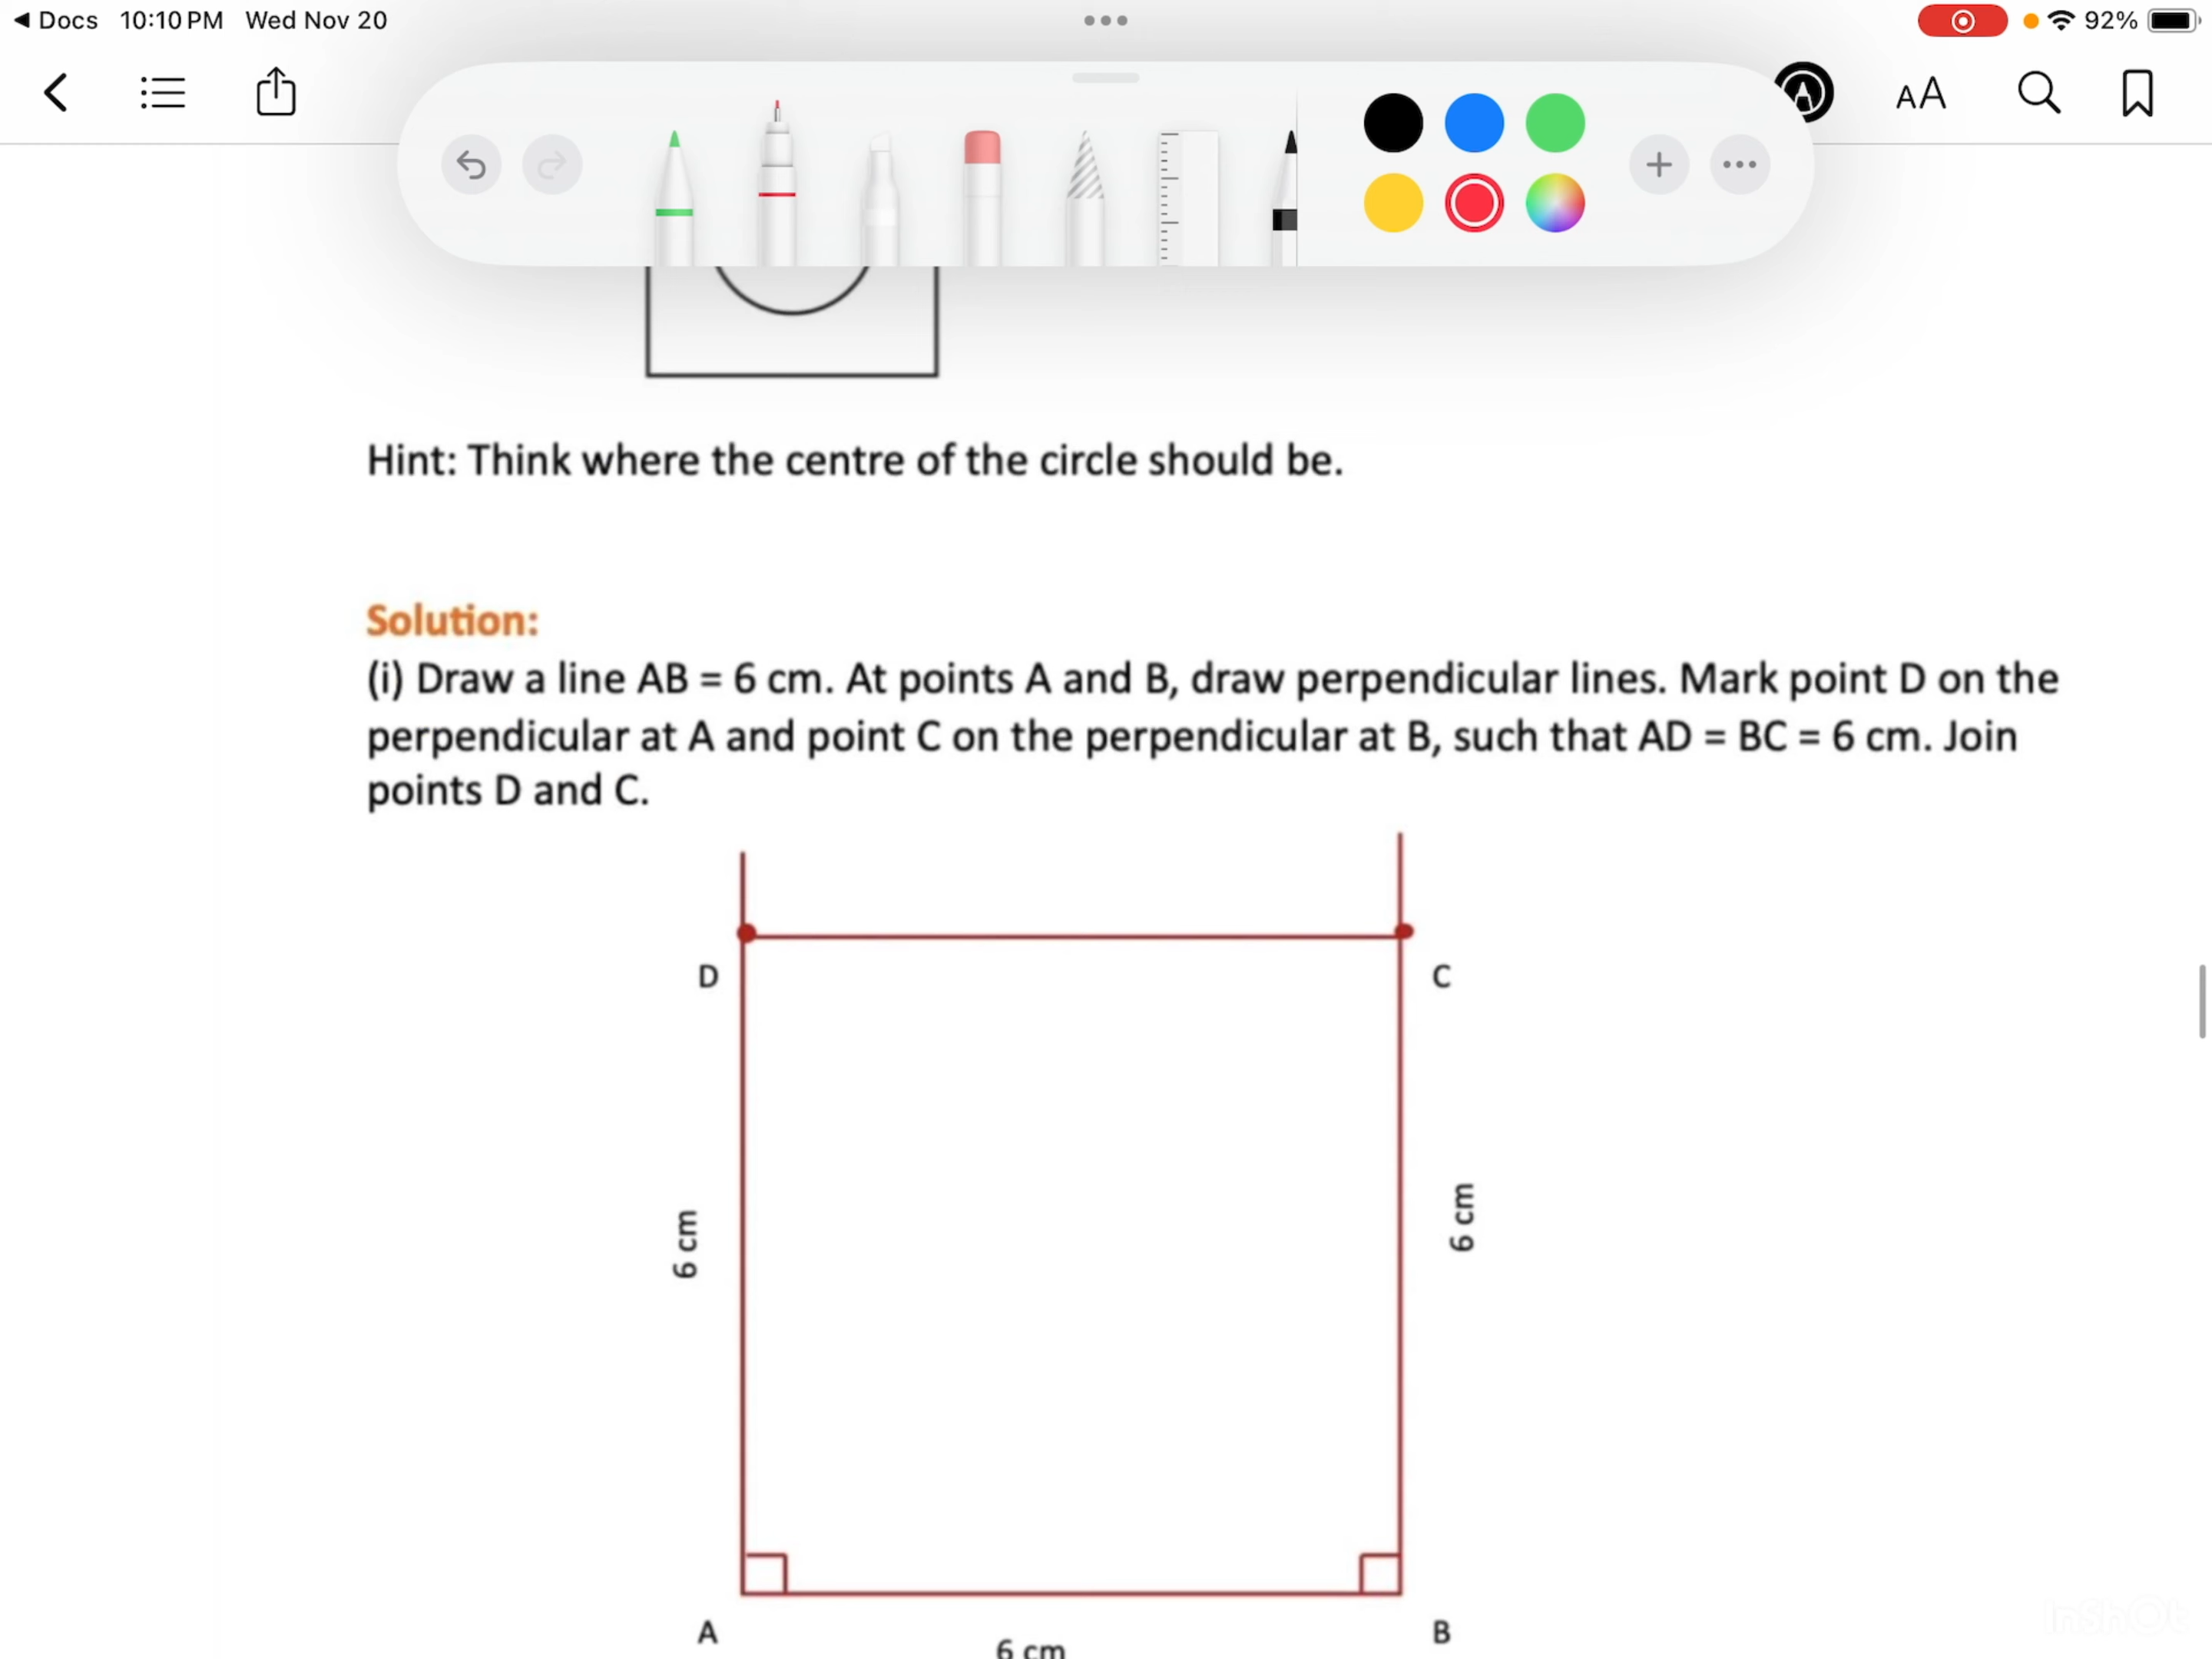 ◀ Docs 10:10 PM Wed Nov 20
92%
AA
Hint: Think where the centre of the circle should be.
Solution:
(i) Draw a line AB = 6 cm. At points A and B, draw perpendicular lines. Mark point D on the
perpendicular at A and point C on the perpendicular at B, such that AD = BC = 6 cm. Join
points D and C.
D
C
6 cm
6 cm
A
B
6 cm
InShOt